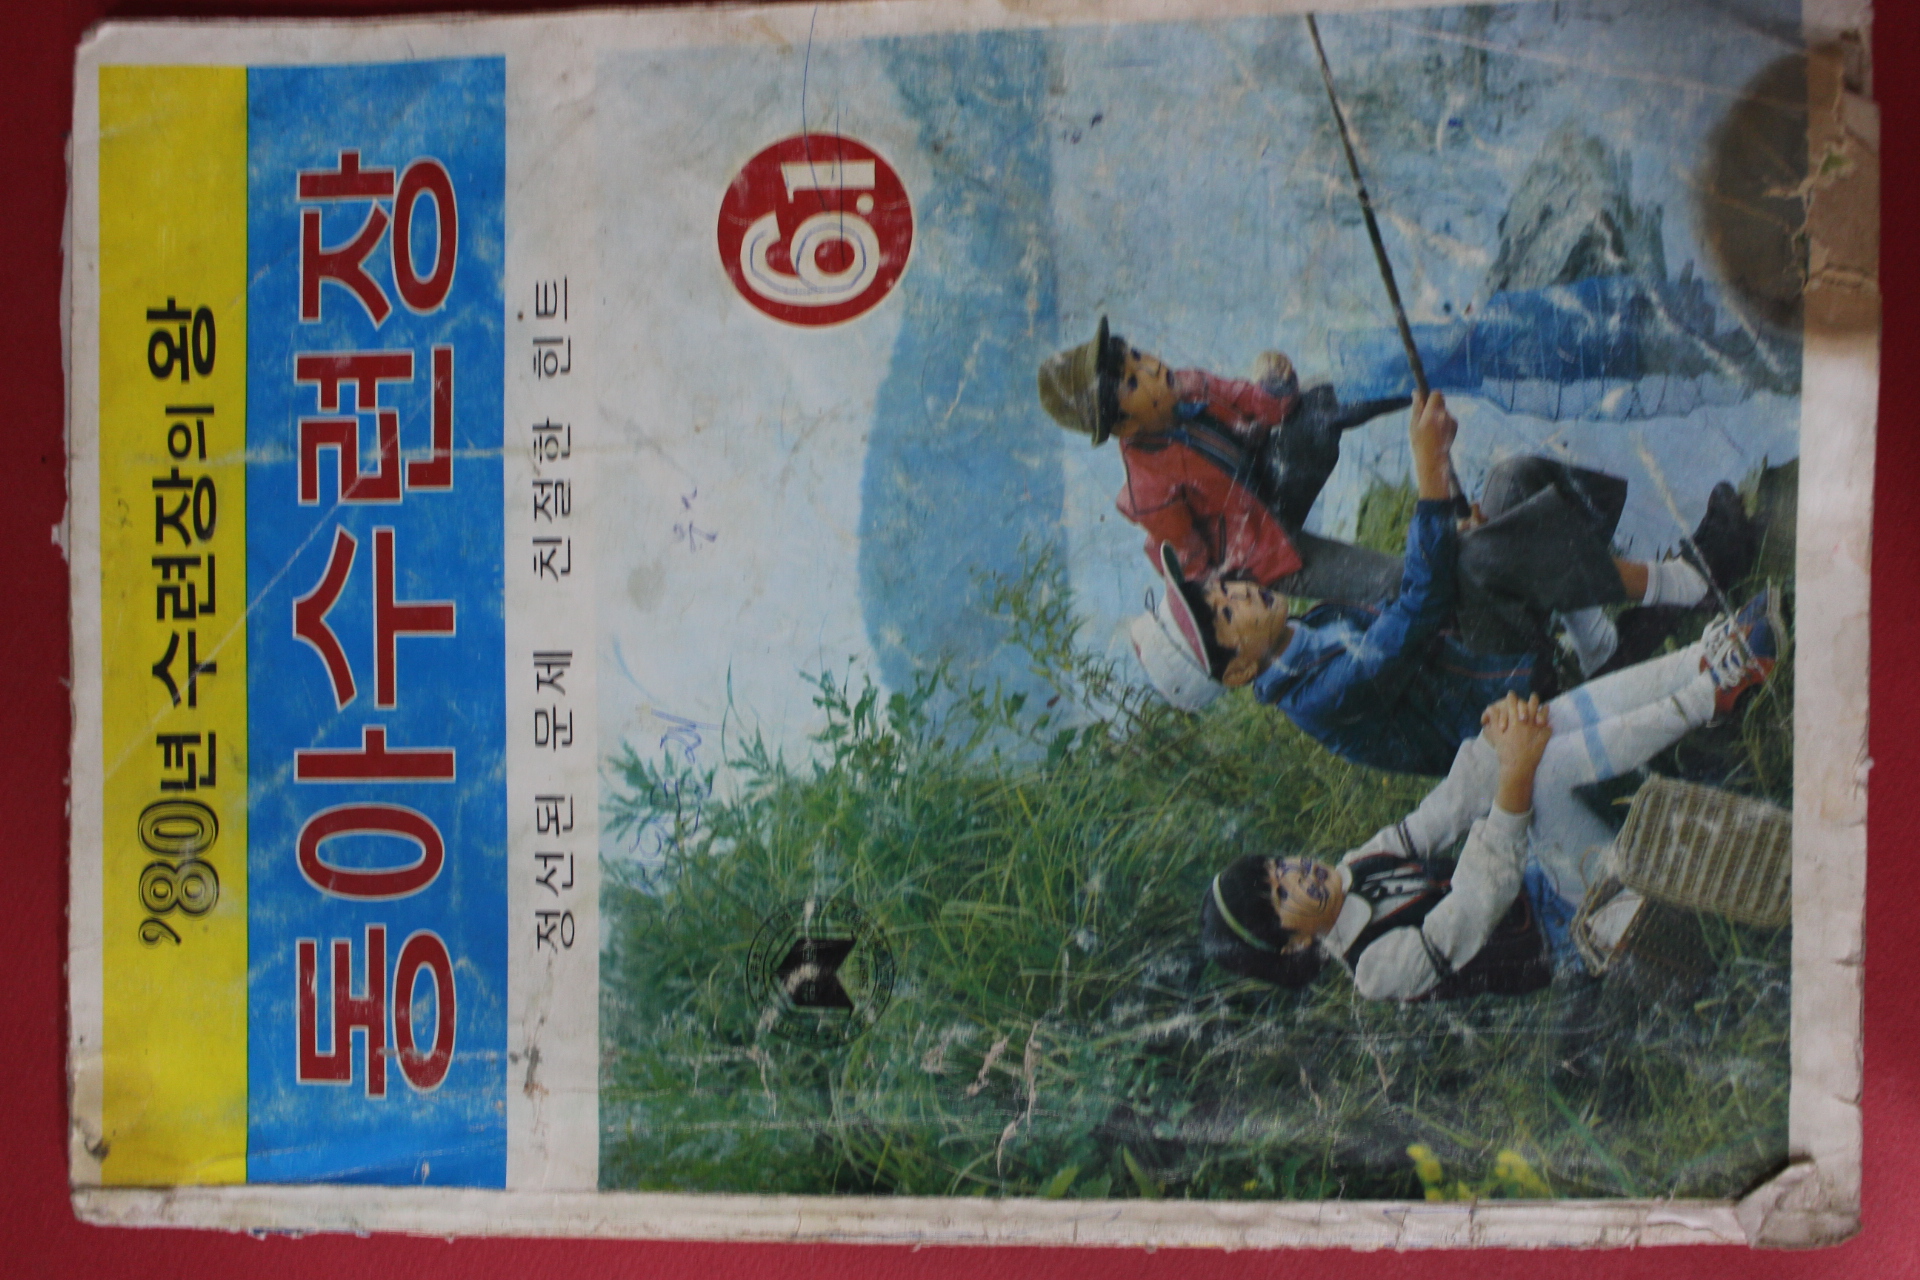 '80년 수련장의 왕
동아수련장
정선된 문제 친절한 힌트
6.1